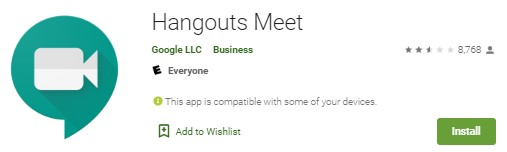 Hangouts Meet
Google LLC Business 8,768
E Everyone
This app is compatible with some of your devices.
Add to Wishlist Install